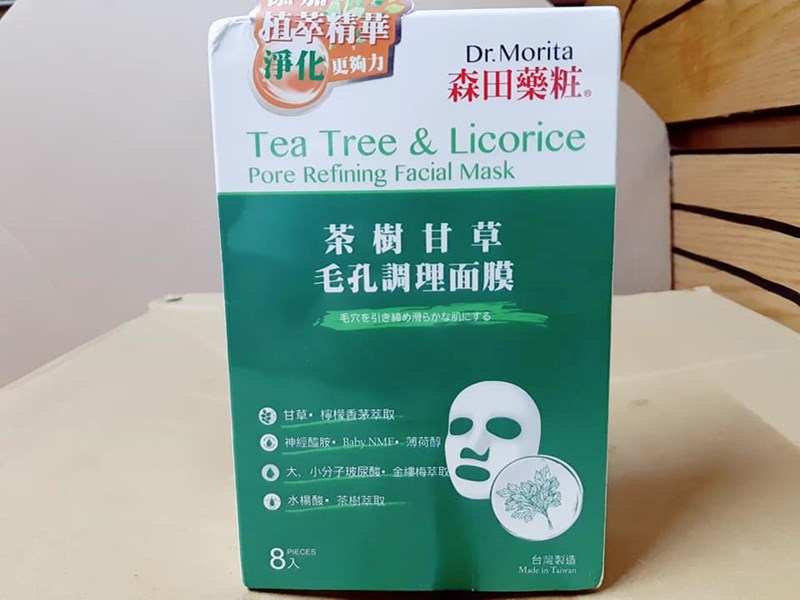 添加
植萃精華
淨化 更夠力
Dr.Morita
森田藥粧®
Tea Tree & Licorice
Pore Refining Facial Mask
茶樹甘草
毛孔調理面膜
毛穴を引き締め滑らかな肌にする
甘草・檸檬香茅萃取
神經醯胺・Baby NMF・薄荷醇
大、小分子玻尿酸・金縷梅萃取
水楊酸・茶樹萃取
8 PIECES 入
台灣製造
Made in Taiwan